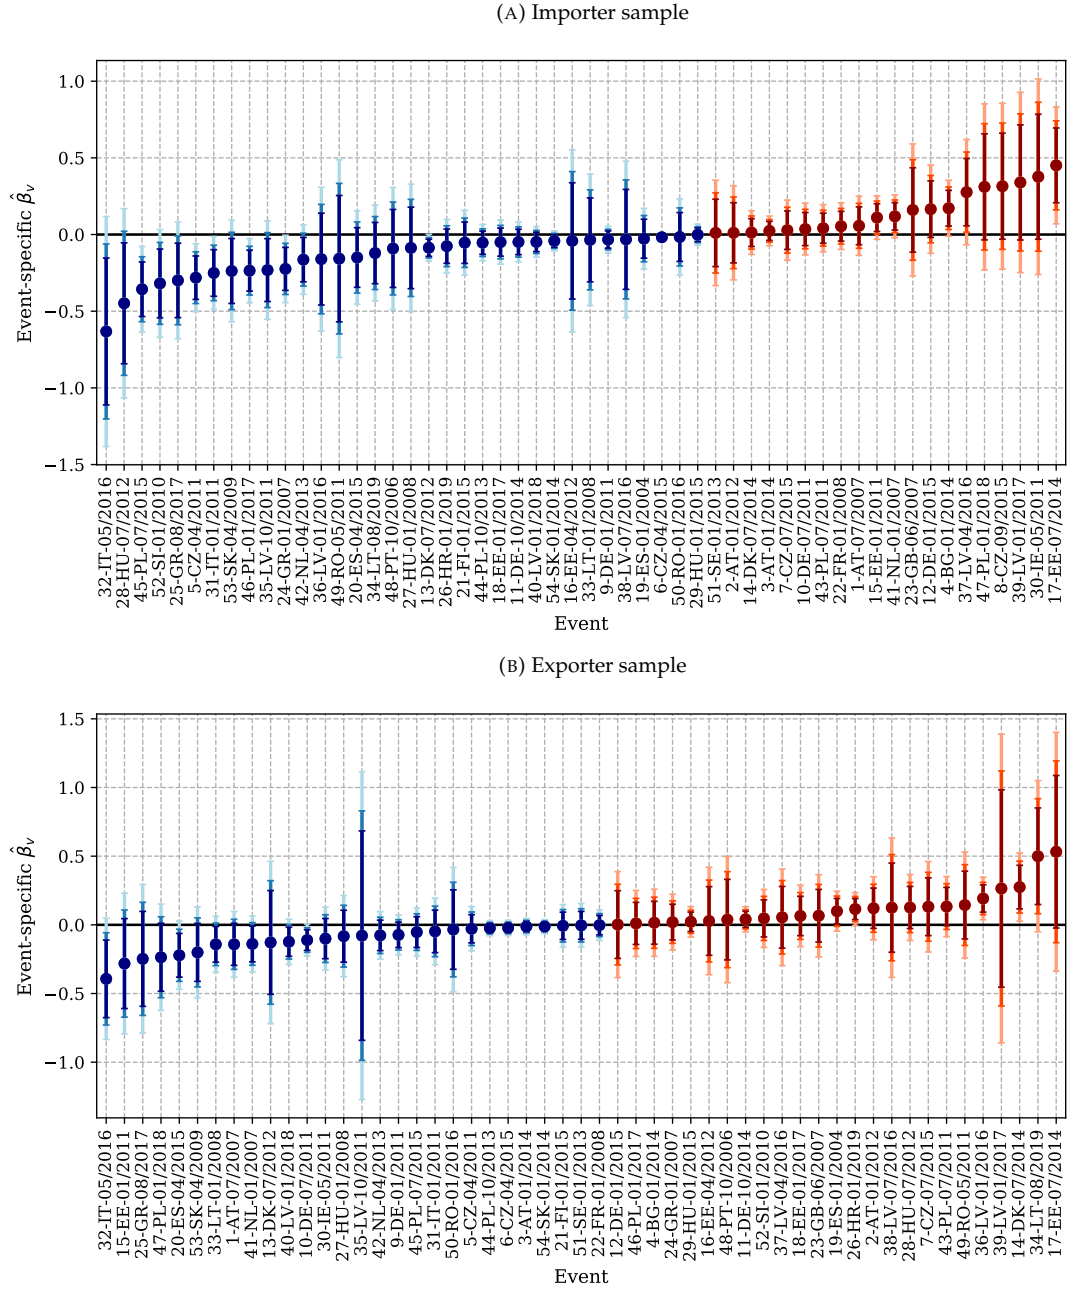 (A) Importer sample
1.0
0.5
0.0
−0.5
−1.0
−1.5
Event-specific β̂ᵥ
32-IT-05/2016
28-HU-07/2012
45-PL-07/2015
52-SI-01/2010
25-GR-08/2017
5-CZ-04/2011
31-IT-01/2011
53-SK-04/2009
46-PL-01/2017
35-LV-10/2011
24-GR-01/2007
42-NL-04/2013
36-LV-01/2016
49-RO-05/2011
20-ES-04/2015
34-LT-08/2019
48-PT-10/2006
27-HU-01/2008
13-DK-07/2012
26-HR-01/2019
21-FI-01/2015
44-PL-10/2013
18-EE-01/2017
11-DE-10/2014
40-LV-01/2018
54-SK-01/2014
16-EE-04/2012
33-LT-01/2008
9-DE-01/2011
38-LV-07/2016
19-ES-01/2004
6-CZ-04/2015
50-RO-01/2016
29-HU-01/2015
51-SE-01/2013
2-AT-01/2012
14-DK-07/2014
3-AT-01/2014
7-CZ-07/2015
10-DE-07/2011
43-PL-07/2011
22-FR-01/2008
1-AT-07/2007
15-EE-01/2011
41-NL-01/2007
23-GB-06/2007
12-DE-01/2015
4-BG-01/2014
37-LV-04/2016
47-PL-01/2018
8-CZ-09/2015
39-LV-01/2017
30-IE-05/2011
17-EE-07/2014
Event
(B) Exporter sample
1.5
1.0
0.5
0.0
−0.5
−1.0
Event-specific β̂ᵥ
32-IT-05/2016
15-EE-01/2011
25-GR-08/2017
47-PL-01/2018
20-ES-04/2015
53-SK-04/2009
33-LT-01/2008
1-AT-07/2007
41-NL-01/2007
13-DK-07/2012
40-LV-01/2018
10-DE-07/2011
30-IE-05/2011
27-HU-01/2008
35-LV-10/2011
42-NL-04/2013
9-DE-01/2011
45-PL-07/2015
31-IT-01/2011
50-RO-01/2016
5-CZ-04/2011
44-PL-10/2013
6-CZ-04/2015
3-AT-01/2014
54-SK-01/2014
21-FI-01/2015
51-SE-01/2013
22-FR-01/2008
12-DE-01/2015
46-PL-01/2017
4-BG-01/2014
24-GR-01/2007
29-HU-01/2015
16-EE-04/2012
48-PT-10/2006
11-DE-10/2014
52-SI-01/2010
37-LV-04/2016
18-EE-01/2017
23-GB-06/2007
19-ES-01/2004
26-HR-01/2019
2-AT-01/2012
38-LV-07/2016
28-HU-07/2012
7-CZ-07/2015
43-PL-07/2011
49-RO-05/2011
36-LV-01/2016
39-LV-01/2017
14-DK-07/2014
34-LT-08/2019
17-EE-07/2014
Event